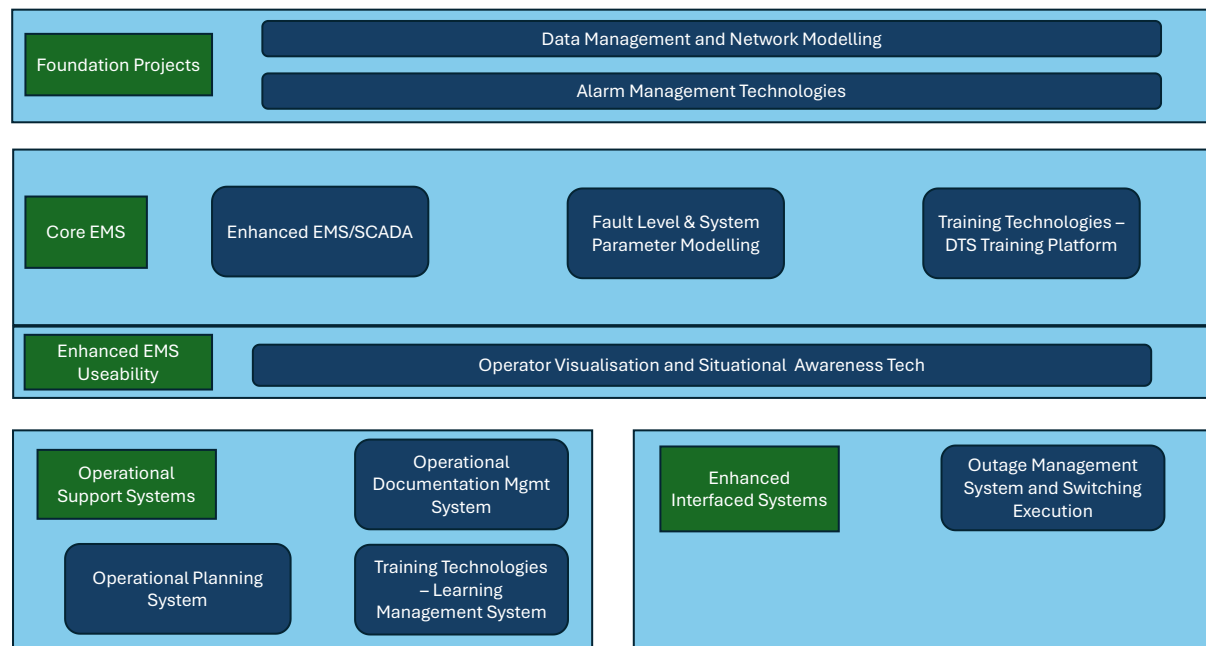 Foundation Projects
Data Management and Network Modelling
Alarm Management Technologies
Core EMS
Enhanced EMS/SCADA
Fault Level & System
Parameter Modelling
Training Technologies –
DTS Training Platform
Enhanced EMS
Useability
Operator Visualisation and Situational Awareness Tech
Operational
Support Systems
Operational
Documentation Mgmt
System
Operational Planning
System
Training Technologies
– Learning
Management System
Enhanced
Interfaced Systems
Outage Management
System and Switching
Execution